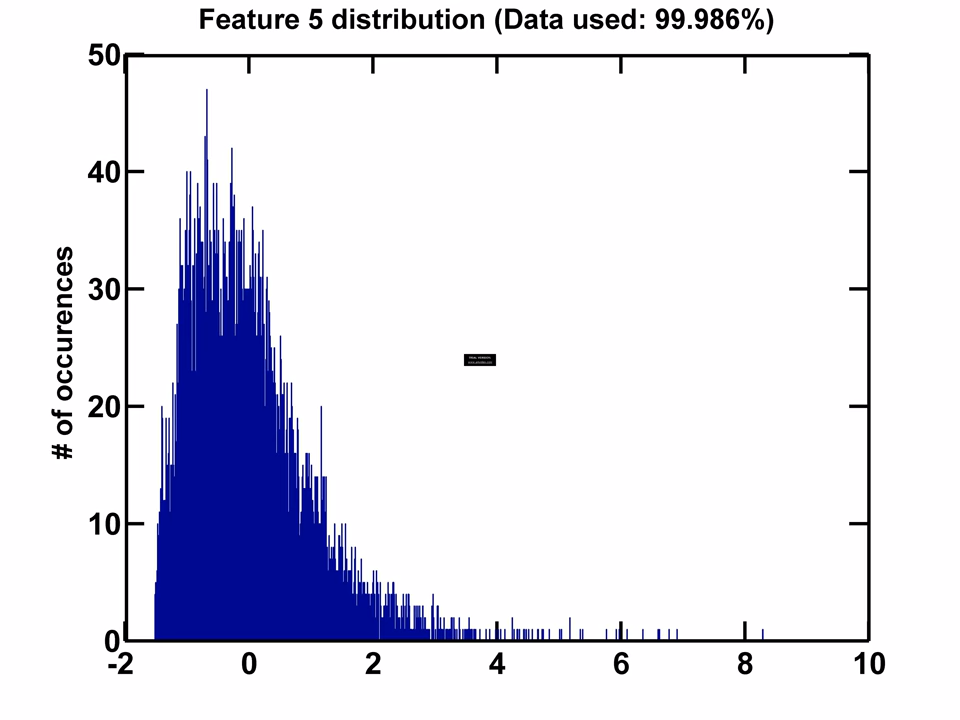 Feature 5 distribution (Data used: 99.986%)
50
40
30
20
10
0
# of occurences
-2 0 2 4 6 8 10